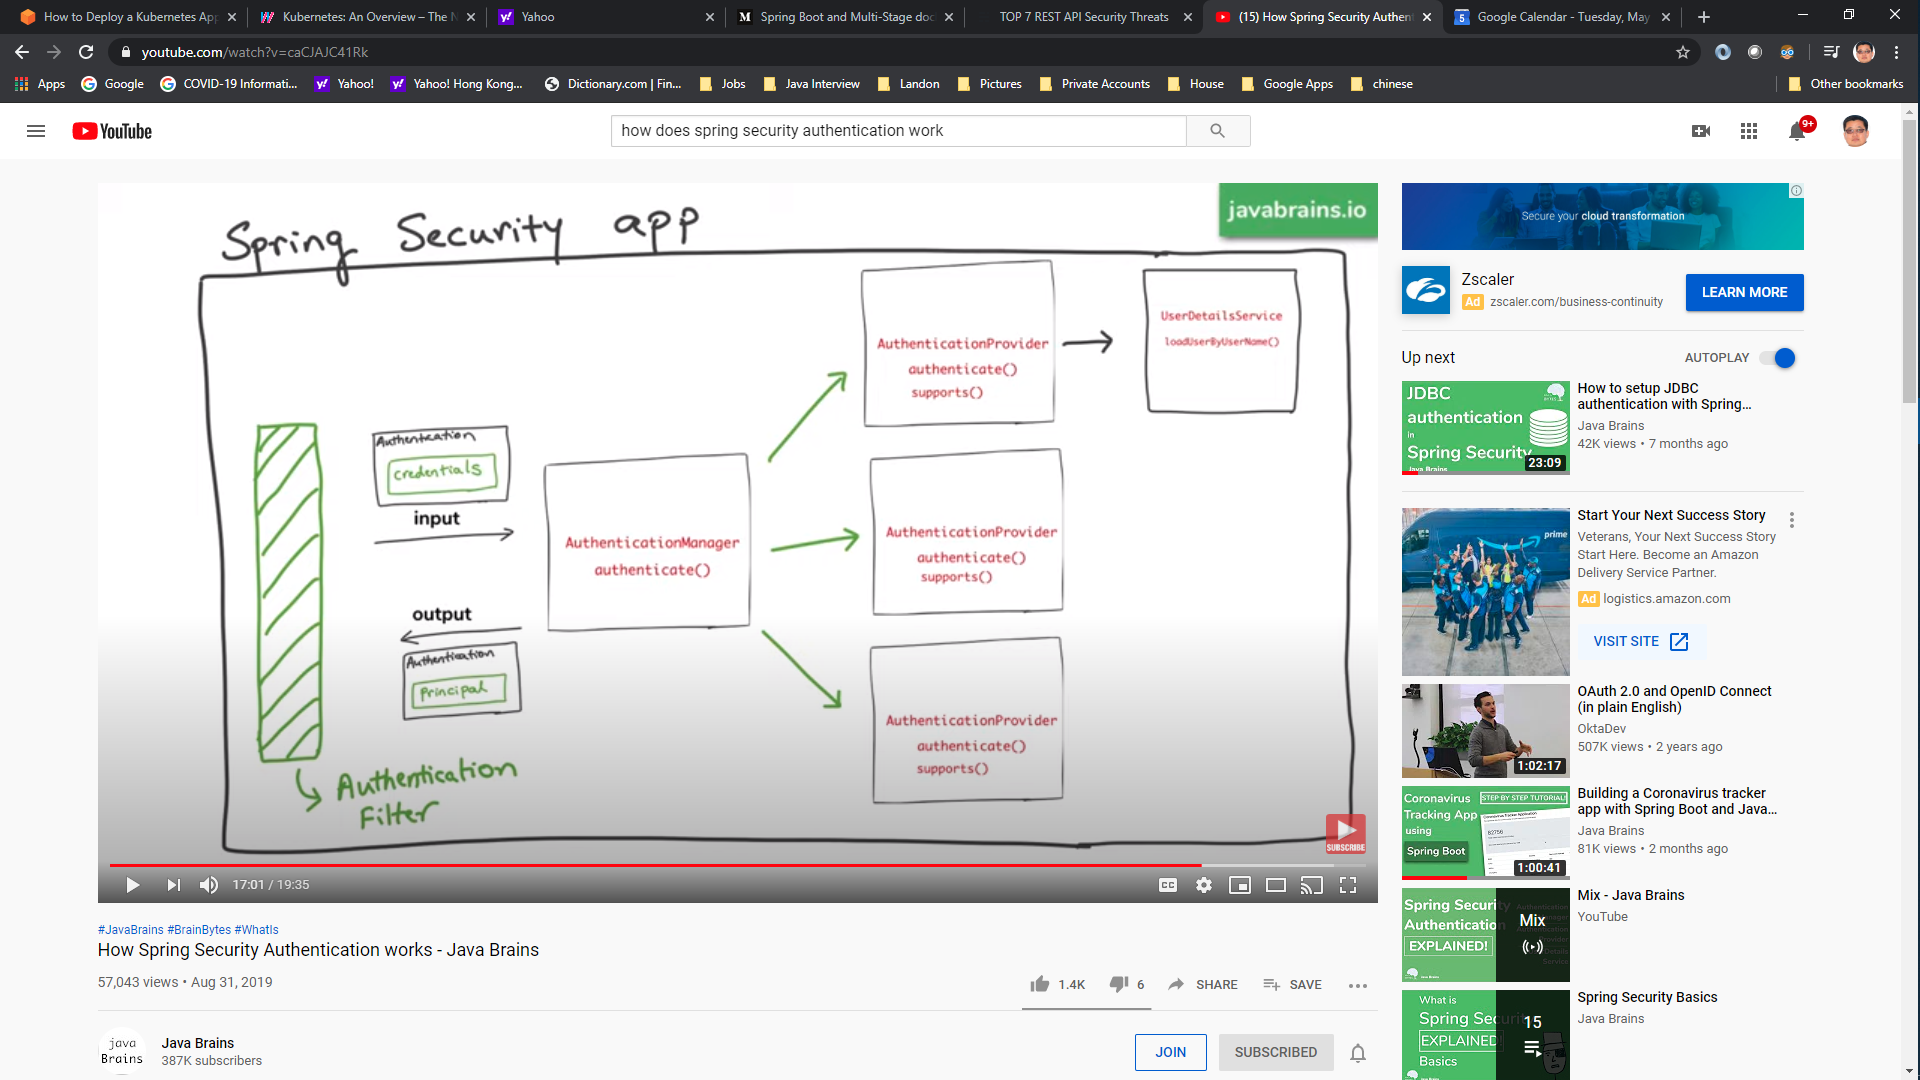 How to Deploy a Kubernetes App
Kubernetes: An Overview – The N
Yahoo
Spring Boot and Multi-Stage doc
TOP 7 REST API Security Threats
(15) How Spring Security Authent
Google Calendar - Tuesday, May
youtube.com/watch?v=caCJAJC41Rk
Apps
Google
COVID-19 Informati...
Yahoo!
Yahoo! Hong Kong...
Dictionary.com | Fin...
Jobs
Java Interview
Landon
Pictures
Private Accounts
House
Google Apps
chinese
Other bookmarks
YouTube
how does spring security authentication work
9+
Spring Security app
javabrains.io
AuthenticationProvider
authenticate()
supports()
UserDetailsService
loadUserByUserName()
Authentication
credentials
input
AuthenticationManager
authenticate()
AuthenticationProvider
authenticate()
supports()
output
Authentication
principal
AuthenticationProvider
authenticate()
supports()
Authentication
Filter
SUBSCRIBE
17:01 / 19:35
CC
#JavaBrains #BrainBytes #WhatIs
How Spring Security Authentication works - Java Brains
57,043 views • Aug 31, 2019
1.4K
6
SHARE
SAVE
java
Brains
Java Brains
387K subscribers
JOIN
SUBSCRIBED
Secure your cloud transformation
Zscaler
Ad zscaler.com/business-continuity
LEARN MORE
Up next
AUTOPLAY
JDBC
authentication
in
Spring Security
Java Brains
23:09
How to setup JDBC
authentication with Spring...
Java Brains
42K views • 7 months ago
prime
Start Your Next Success Story
Veterans, Your Next Success Story
Start Here. Become an Amazon
Delivery Service Partner.
Ad logistics.amazon.com
VISIT SITE
1:02:17
OAuth 2.0 and OpenID Connect
(in plain English)
OktaDev
507K views • 2 years ago
Coronavirus
Tracking App
using
Spring Boot
STEP BY STEP TUTORIAL!
1:00:41
Building a Coronavirus tracker
app with Spring Boot and Java...
Java Brains
81K views • 2 months ago
Spring Securit
Authentication
EXPLAINED!
Mix
Mix - Java Brains
YouTube
What is
Spring Securit
EXPLAINED!
Basics
15
Spring Security Basics
Java Brains